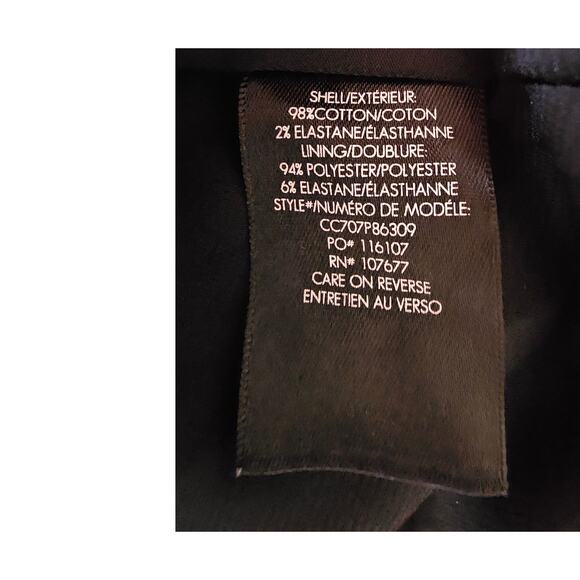 SHELL/EXTÉRIEUR:
98%COTTON/COTON
2% ELASTANE/ÉLASTHANNE
LINING/DOUBLURE:
94% POLYESTER/POLYESTER
6% ELASTANE/ÉLASTHANNE
STYLE#/NUMÉRO DE MODÉLE:
CC707P86309
PO# 116107
RN# 107677
CARE ON REVERSE
ENTRETIEN AU VERSO